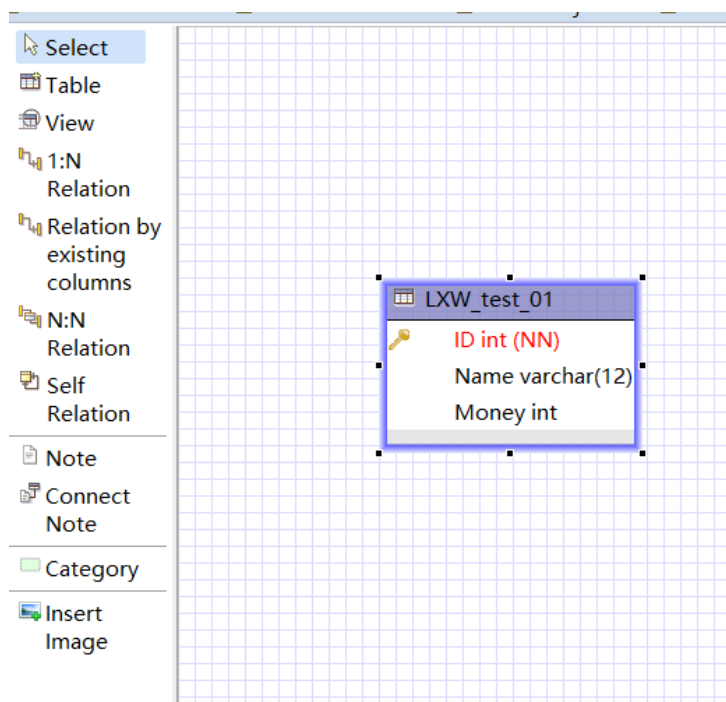 Select
Table
View
1:N
Relation
Relation by
existing
columns
N:N
Relation
Self
Relation
Note
Connect
Note
Category
Insert
Image
LXW_test_01
ID int (NN)
Name varchar(12)
Money int